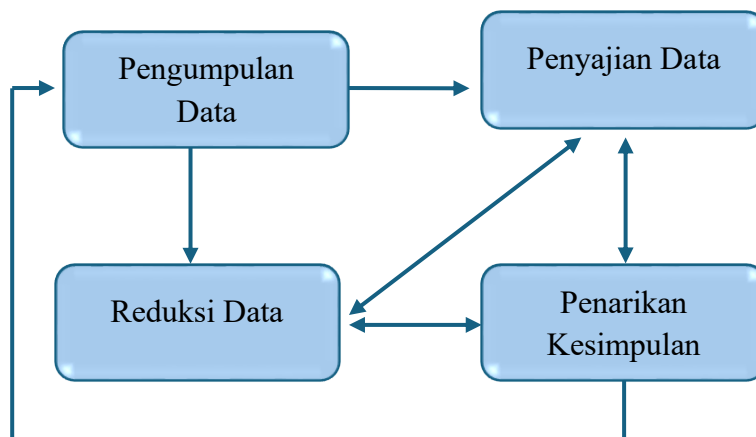 Pengumpulan
Data
Penyajian Data
Reduksi Data
Penarikan
Kesimpulan